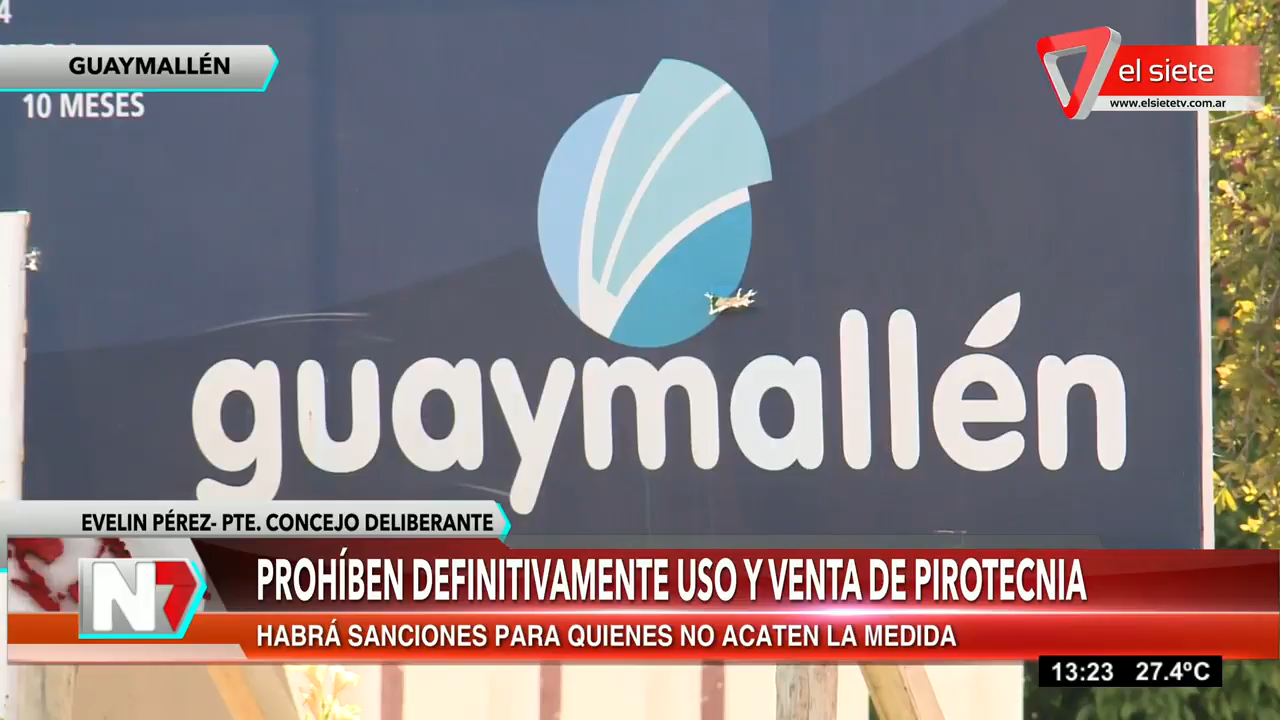 4
GUAYMALLÉN
10 MESES
el siete
www.elsietetv.com.ar
guaymallén
EVELIN PÉREZ- PTE. CONCEJO DELIBERANTE
N7
PROHÍBEN DEFINITIVAMENTE USO Y VENTA DE PIROTECNIA
HABRÁ SANCIONES PARA QUIENES NO ACATEN LA MEDIDA
13:23 27.4ºC